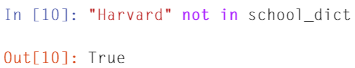 In [10]: "Harvard" not in school_dict
Out[10]: True